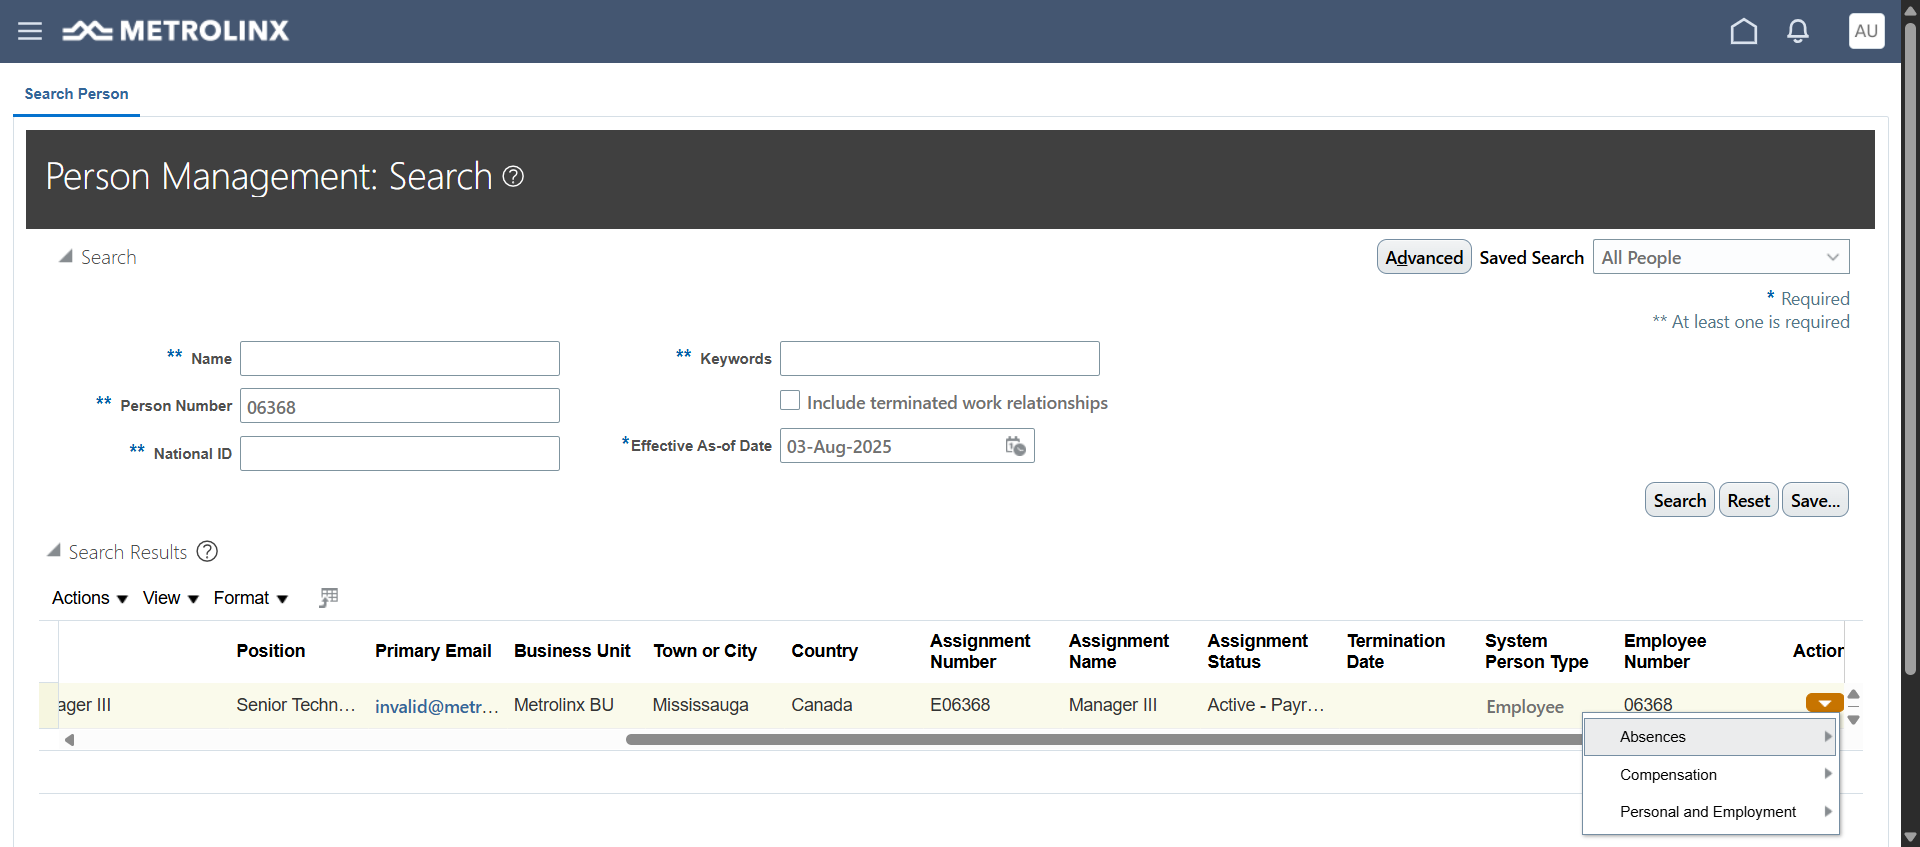 METROLINX
AU
Search Person
Person Management: Search ?
Search
Advanced Saved Search All People
* Required
** At least one is required
** Name
** Keywords
** Person Number 06368
Include terminated work relationships
** National ID
*Effective As-of Date 03-Aug-2025
Search Reset Save...
Search Results ?
Actions View Format
Position Primary Email Business Unit Town or City Country Assignment Number Assignment Name Assignment Status Termination Date System Person Type Employee Number Action
ager III Senior Techn... invalid@metr... Metrolinx BU Mississauga Canada E06368 Manager III Active - Payr... Employee 06368
Absences
Compensation
Personal and Employment